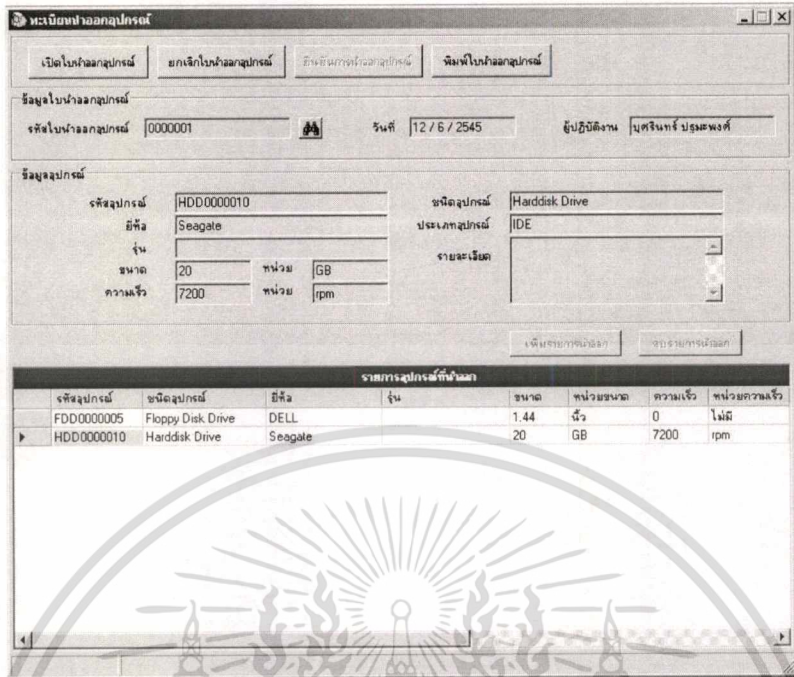 ทะเบียนนำออกอุปกรณ์
เปิดใบนำออกอุปกรณ์ ยกเลิกใบนำออกอุปกรณ์ ยืนยันการนำออกอุปกรณ์ พิมพ์ใบนำออกอุปกรณ์
ข้อมูลใบนำออกอุปกรณ์
รหัสใบนำออกอุปกรณ์ 0000001 วันที่ 12 / 6 / 2545 ผู้ปฏิบัติงาน บุศรินทร์ ปฐมะพงศ์
ข้อมูลอุปกรณ์
รหัสอุปกรณ์ HDD0000010 ชนิดอุปกรณ์ Harddisk Drive
ยี่ห้อ Seagate ประเภทอุปกรณ์ IDE
รุ่น รายละเอียด
ขนาด 20 หน่วย GB
ความเร็ว 7200 หน่วย rpm
เพิ่มรายการนำออก ลบรายการนำออก
รายการอุปกรณ์ที่นำออก
รหัสอุปกรณ์ ชนิดอุปกรณ์ ยี่ห้อ รุ่น ขนาด หน่วยขนาด ความเร็ว หน่วยความเร็ว
FDD0000005 Floppy Disk Drive DELL 1.44 นิ้ว 0 ไม่มี
HDD0000010 Harddisk Drive Seagate 20 GB 7200 rpm